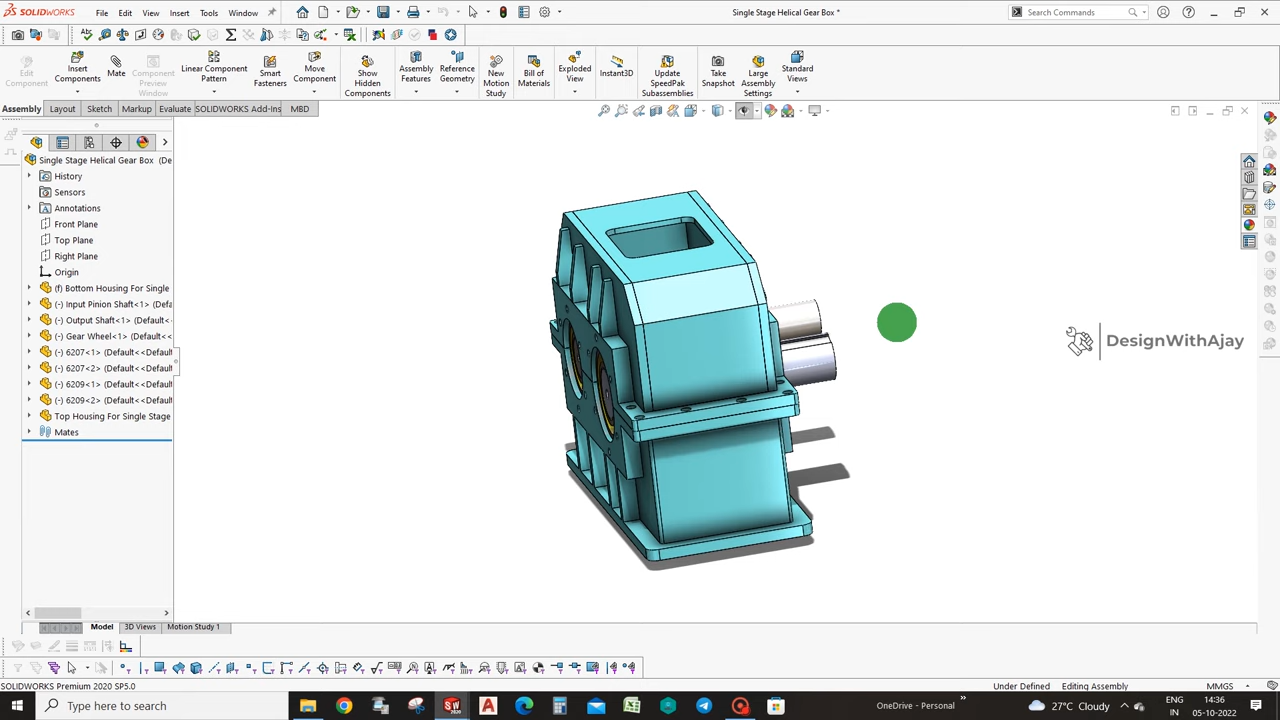 SOLIDWORKS File Edit View Insert Tools Window Single Stage Helical Gear Box * Search Commands
Edit Component
Insert Components
Mate
Component Preview Window
Linear Component Pattern
Smart Fasteners
Move Component
Show Hidden Components
Assembly Features
Reference Geometry
New Motion Study
Bill of Materials
Exploded View
Instant3D
Update SpeedPak Subassemblies
Take Snapshot
Large Assembly Settings
Standard Views
Assembly Layout Sketch Markup Evaluate SOLIDWORKS Add-Ins MBD
Single Stage Helical Gear Box (De
History
Sensors
Annotations
Front Plane
Top Plane
Right Plane
Origin
(f) Bottom Housing For Single
(-) Input Pinion Shaft<1> (Defa
(-) Output Shaft<1> (Default<
(-) Gear Wheel<1> (Default<<
(-) 6207<1> (Default<<Defaul
(-) 6207<2> (Default<<Defaul
(-) 6209<1> (Default<<Defaul
(-) 6209<2> (Default<<Defaul
Top Housing For Single Stage
Mates
DesignWithAjay
Model 3D Views Motion Study 1
SOLIDWORKS Premium 2020 SP5.0 Under Defined Editing Assembly MMGS
Type here to search
OneDrive - Personal
27°C Cloudy
ENG
IN
14:36
05-10-2022